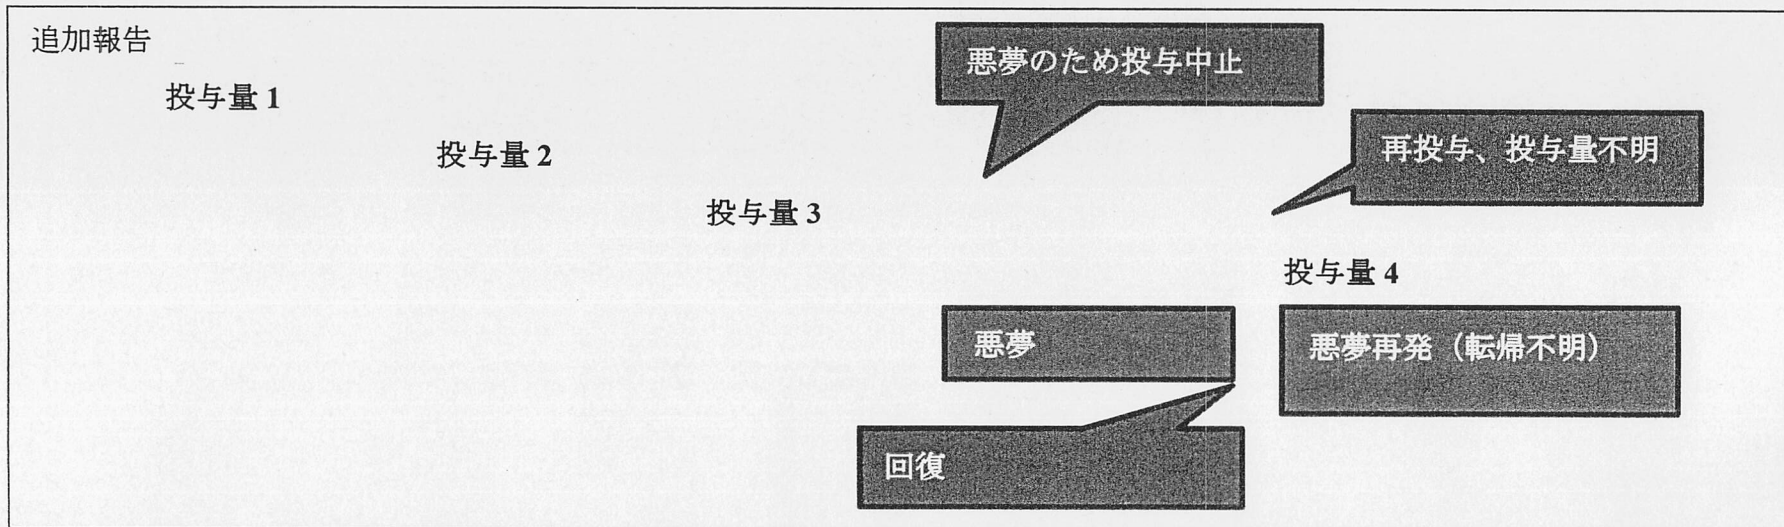 追加報告
悪夢のため投与中止
投与量 1
再投与、投与量不明
投与量 2
投与量 3
投与量 4
悪夢
悪夢再発（転帰不明）
回復